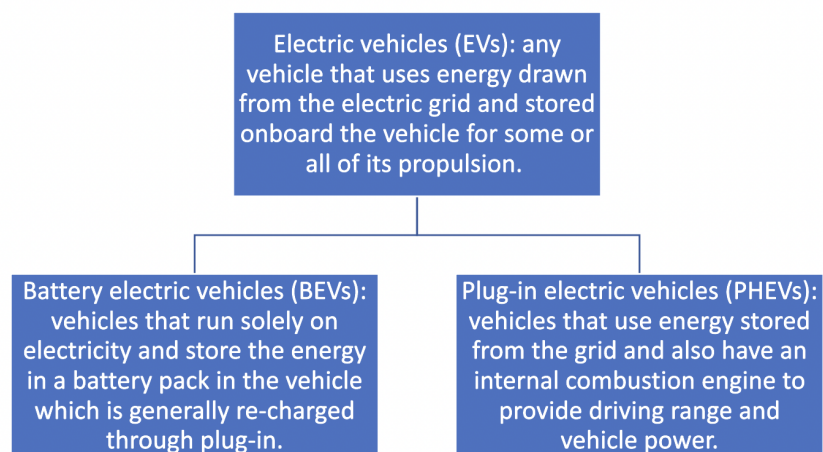 Electric vehicles (EVs): any
vehicle that uses energy drawn
from the electric grid and stored
onboard the vehicle for some or
all of its propulsion.
Battery electric vehicles (BEVs):
vehicles that run solely on
electricity and store the energy
in a battery pack in the vehicle
which is generally re-charged
through plug-in.
Plug-in electric vehicles (PHEVs):
vehicles that use energy stored
from the grid and also have an
internal combustion engine to
provide driving range and
vehicle power.